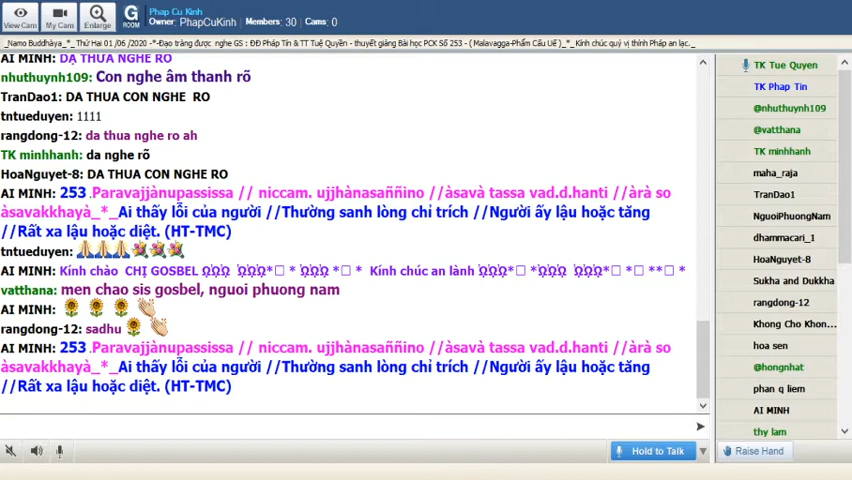 View Cam
My Cam
Enlarge
G
ROOM
Phap Cu Kinh
Owner: PhapCuKinh Members: 30 Cams: 0
_Namo Buddhàya_*_ Thứ Hai 01 /06 /2020 -*-Đạo tràng được nghe GS : ĐĐ Pháp Tín & TT Tuệ Quyền - thuyết giảng Bài học PCK Số 253 - ( Malavagga-Phẩm Cấu Uế )_*_Kính chúc quý vị thính Pháp an lạc._
AI MINH: DẠ THƯA NGHE RO
nhuthuynh109: Con nghe âm thanh rõ
TranDao1: DA THUA CON NGHE RO
tntueduyen: 1111
rangdong-12: da thua nghe ro ah
TK minhhanh: da nghe rõ
HoaNguyet-8: DA THUA CON NGHE RO
AI MINH: 253 .Paravajjànupassissa // niccam. ujjhànasaññino //àsavà tassa vad.d.hanti //àrà so
àsavakkhayà_*_Ai thấy lỗi của người //Thường sanh lòng chỉ trích //Người ấy lậu hoặc tăng
//Rất xa lậu hoặc diệt. (HT-TMC)
tntueduyen:
AI MINH: Kính chào CHỊ GOSBEL * * * Kính chúc an lành * * * ** *
vatthana: men chao sis gosbel, nguoi phuong nam
AI MINH:
rangdong-12: sadhu
AI MINH: 253 .Paravajjànupassissa // niccam. ujjhànasaññino //àsavà tassa vad.d.hanti //àrà so
àsavakkhayà_*_Ai thấy lỗi của người //Thường sanh lòng chỉ trích //Người ấy lậu hoặc tăng
//Rất xa lậu hoặc diệt. (HT-TMC)
Hold to Talk
TK Tue Quyen
TK Phap Tin
@nhuthuynh109
@vatthana
TK minhhanh
maha_raja
TranDao1
NguoiPhuongNam
dhammacari_1
HoaNguyet-8
Sukha and Dukkha
rangdong-12
Khong Cho Khon...
hoa sen
@hongnhat
phan q liem
AI MINH
thy lam
Raise Hand